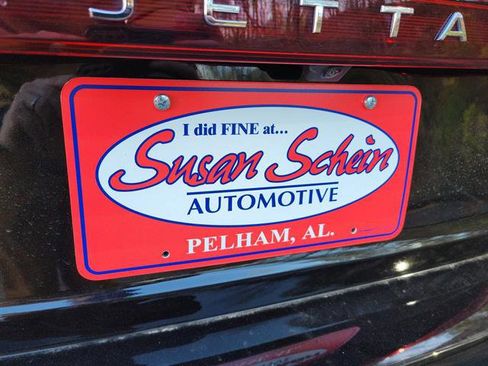 JETTA
I did FINE at...
Susan Schein
AUTOMOTIVE
PELHAM, AL.